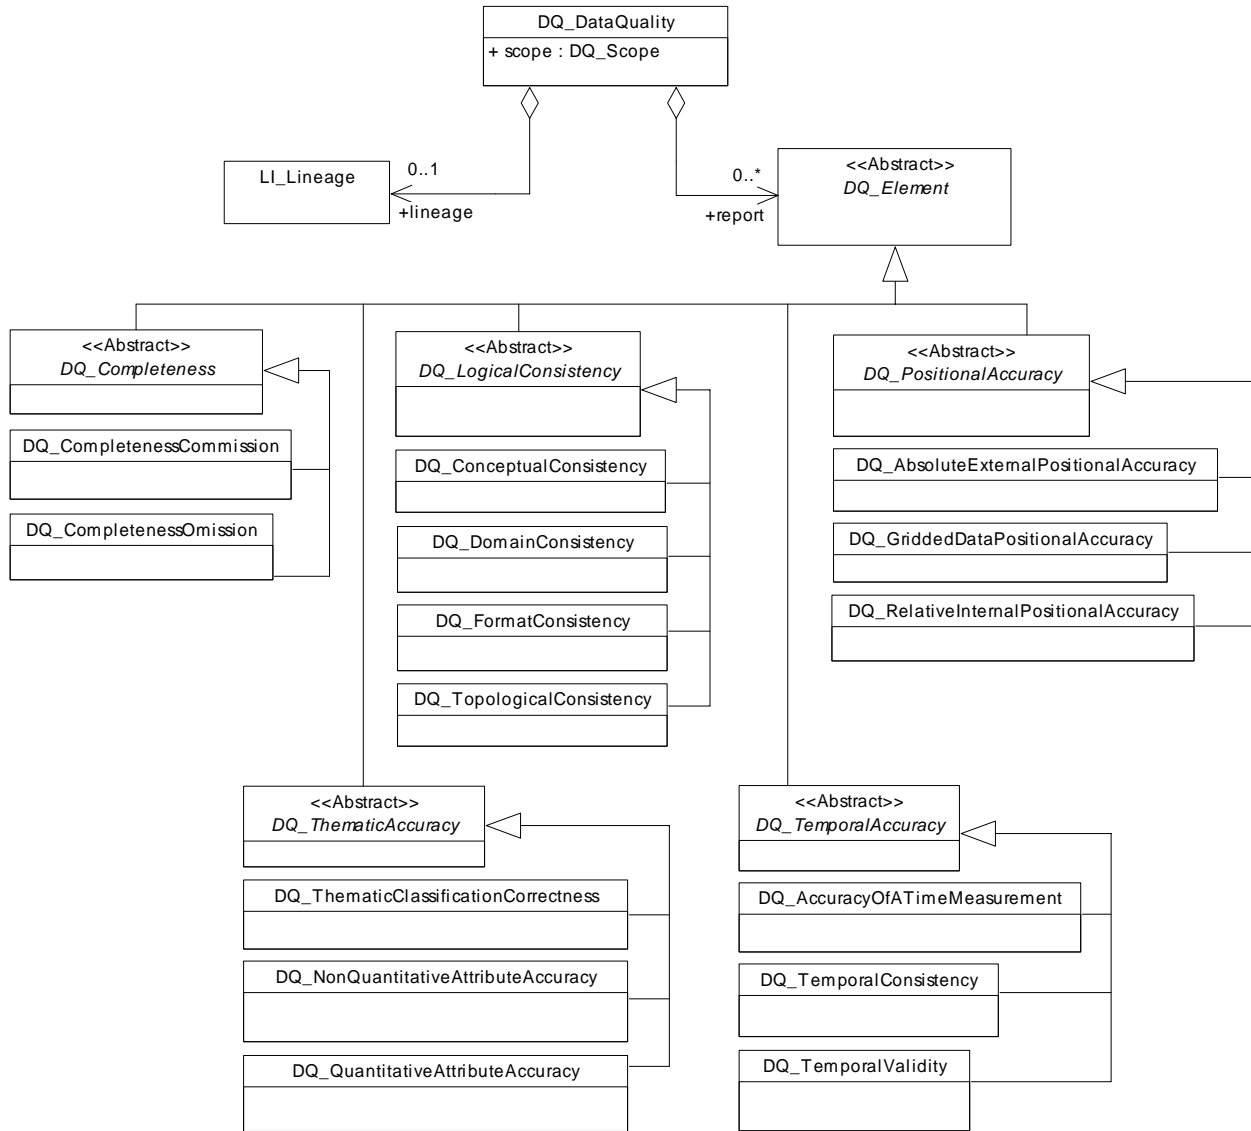 DQ_DataQuality
+ scope : DQ_Scope
LI_Lineage
0..1
+lineage
0..*
+report
<<Abstract>>
DQ_Element
<<Abstract>>
DQ_Completeness
DQ_CompletenessCommission
DQ_CompletenessOmission
<<Abstract>>
DQ_LogicalConsistency
DQ_ConceptualConsistency
DQ_DomainConsistency
DQ_FormatConsistency
DQ_TopologicalConsistency
<<Abstract>>
DQ_PositionalAccuracy
DQ_AbsoluteExternalPositionalAccuracy
DQ_GriddedDataPositionalAccuracy
DQ_RelativeInternalPositionalAccuracy
<<Abstract>>
DQ_ThematicAccuracy
DQ_ThematicClassificationCorrectness
DQ_NonQuantitativeAttributeAccuracy
DQ_QuantitativeAttributeAccuracy
<<Abstract>>
DQ_TemporalAccuracy
DQ_AccuracyOfATimeMeasurement
DQ_TemporalConsistency
DQ_TemporalValidity